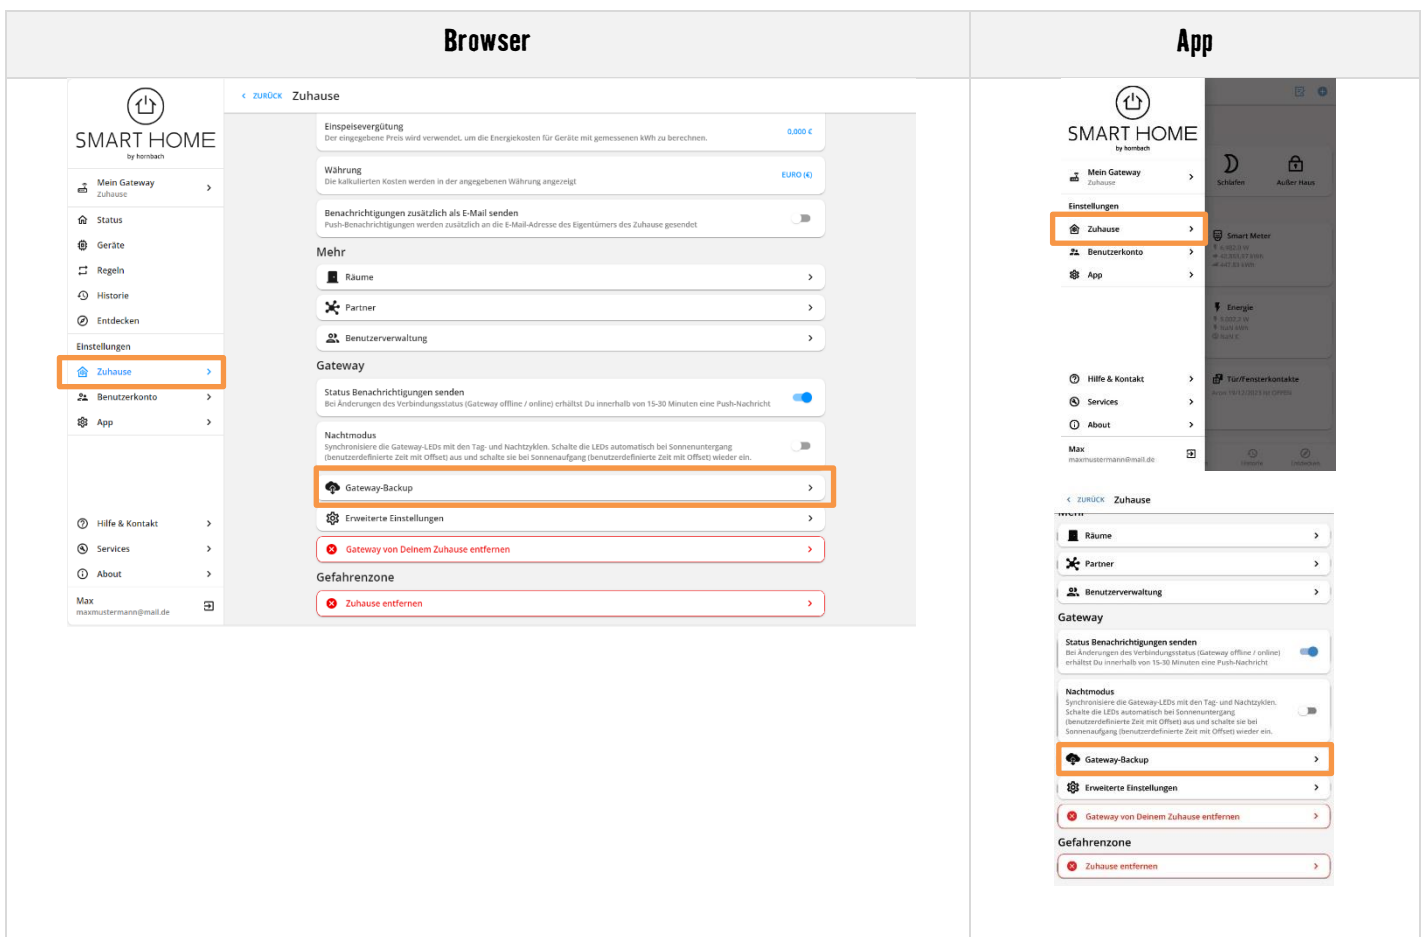 Browser
App
SMART HOME
by hornbach
Mein Gateway
Zuhause
Status
Geräte
Regeln
Historie
Entdecken
Einstellungen
Zuhause
Benutzerkonto
App
Hilfe & Kontakt
Services
About
Max
maxmustermann@mail.de
< ZURÜCK Zuhause
Einspeisevergütung
Der eingegebene Preis wird verwendet, um die Energiekosten für Geräte mit gemessenen kWh zu berechnen.
0,000 €
Währung
Die kalkulierten Kosten werden in der angegebenen Währung angezeigt
EURO (€)
Benachrichtigungen zusätzlich als E-Mail senden
Push-Benachrichtigungen werden zusätzlich an die E-Mail-Adresse des Eigentümers des Zuhause gesendet
Mehr
Räume
Partner
Benutzerverwaltung
Gateway
Status Benachrichtigungen senden
Bei Änderungen des Verbindungsstatus (Gateway offline / online) erhältst Du innerhalb von 15-30 Minuten eine Push-Nachricht
Nachtmodus
Synchronisiere die Gateway-LEDs mit den Tag- und Nachtzyklen. Schalte die LEDs automatisch bei Sonnenuntergang
(benutzerdefinierte Zeit mit Offset) aus und schalte sie bei Sonnenaufgang (benutzerdefinierte Zeit mit Offset) wieder ein.
Gateway-Backup
Erweiterte Einstellungen
Gateway von Deinem Zuhause entfernen
Gefahrenzone
Zuhause entfernen
SMART HOME
by hornbach
Mein Gateway
Zuhause
Einstellungen
Zuhause
Benutzerkonto
App
Hilfe & Kontakt
Services
About
Max
maxmustermann@mail.de
Schlafen
Außer Haus
Smart Meter
Energie
Tür/Fensterkontakte
Historie
Entdecken
< ZURÜCK Zuhause
Mehr
Räume
Partner
Benutzerverwaltung
Gateway
Status Benachrichtigungen senden
Bei Änderungen des Verbindungsstatus (Gateway offline / online)
erhältst Du innerhalb von 15-30 Minuten eine Push-Nachricht
Nachtmodus
Synchronisiere die Gateway-LEDs mit den Tag- und Nachtzyklen.
Schalte die LEDs automatisch bei Sonnenuntergang
(benutzerdefinierte Zeit mit Offset) aus und schalte sie bei
Sonnenaufgang (benutzerdefinierte Zeit mit Offset) wieder ein.
Gateway-Backup
Erweiterte Einstellungen
Gateway von Deinem Zuhause entfernen
Gefahrenzone
Zuhause entfernen